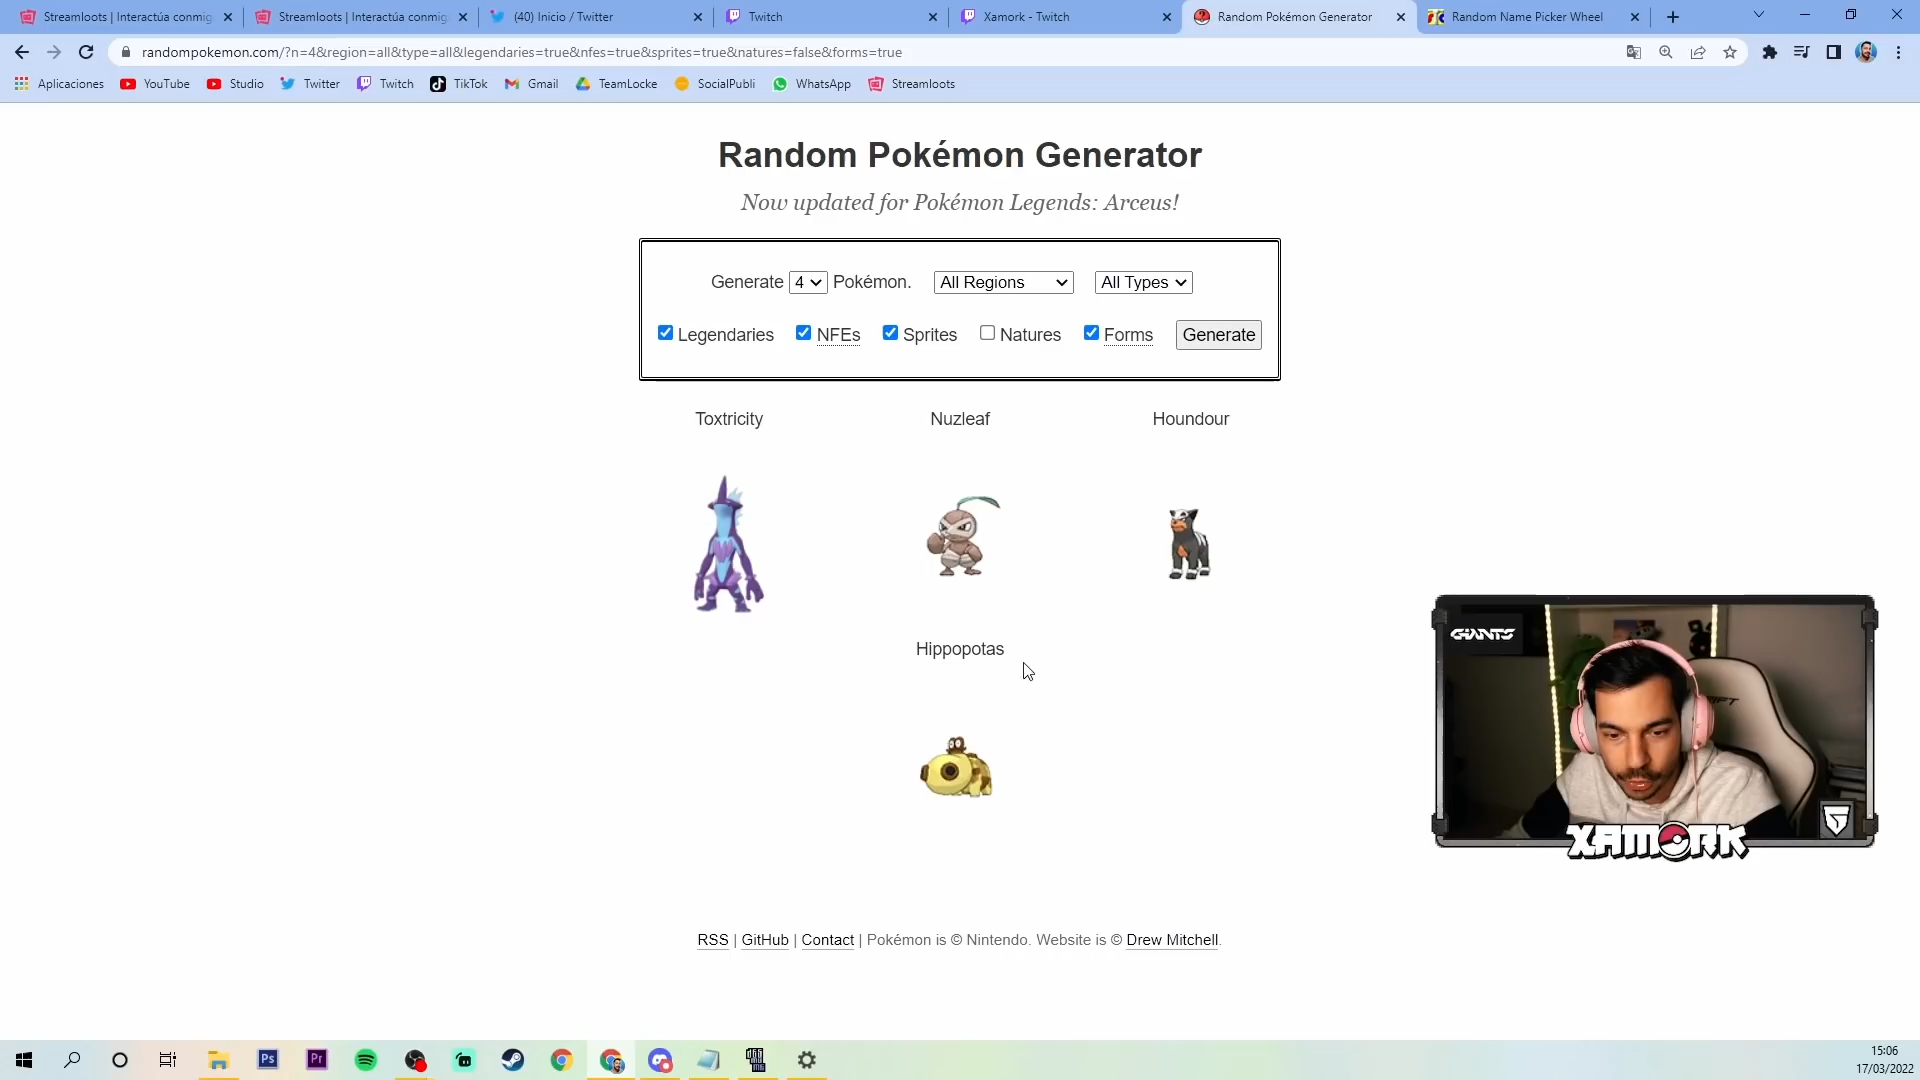 Streamloots | Interactúa conmig
Streamloots | Interactúa conmig
(40) Inicio / Twitter
Twitch
Xamork - Twitch
Random Pokémon Generator
Random Name Picker Wheel
randompokemon.com/?n=4&region=all&type=all&legendaries=true&nfes=true&sprites=true&natures=false&forms=true
Aplicaciones
YouTube
Studio
Twitter
Twitch
TikTok
Gmail
TeamLocke
SocialPubli
WhatsApp
Streamloots
Random Pokémon Generator
Now updated for Pokémon Legends: Arceus!
Generate 4 Pokémon. All Regions All Types
Legendaries NFEs Sprites Natures Forms Generate
Toxtricity
Nuzleaf
Houndour
Hippopotas
GIANTS
XAMORK
RSS | GitHub | Contact | Pokémon is © Nintendo. Website is © Drew Mitchell.
Ps
Pr
15:06
17/03/2022